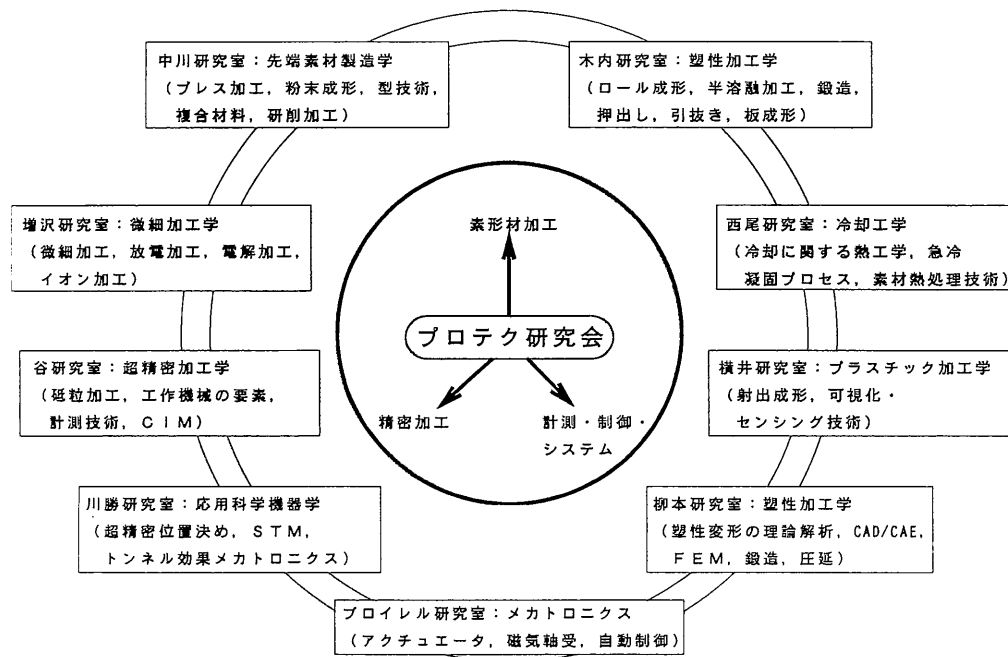 中川研究室：先端素材製造学
（プレス加工，粉末成形，型技術，
複合材料，研削加工）
木内研究室：塑性加工学
（ロール成形，半溶融加工，鍛造，
押出し，引抜き，板成形）
増沢研究室：微細加工学
（微細加工，放電加工，電解加工，
イオン加工）
素形材加工
西尾研究室：冷却工学
（冷却に関する熱工学，急冷
凝固プロセス，素材熱処理技術）
プロテク研究会
谷研究室：超精密加工学
（砥粒加工，工作機械の要素，
計測技術，ＣＩＭ）
精密加工
計測・制御・
システム
横井研究室：プラスチック加工学
（射出成形，可視化・
センシング技術）
川勝研究室：応用科学機器学
（超精密位置決め，ＳＴＭ，
トンネル効果メカトロニクス）
柳本研究室：塑性加工学
（塑性変形の理論解析，CAD/CAE，
ＦＥＭ，鍛造，圧延）
ブロイレル研究室：メカトロニクス
（アクチュエータ，磁気軸受，自動制御）